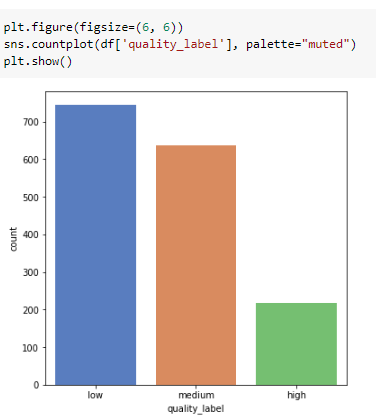 plt.figure(figsize=(6, 6))
sns.countplot(df['quality_label'], palette="muted")
plt.show()
700
600
500
400
300
200
100
0
count
low medium high
quality_label